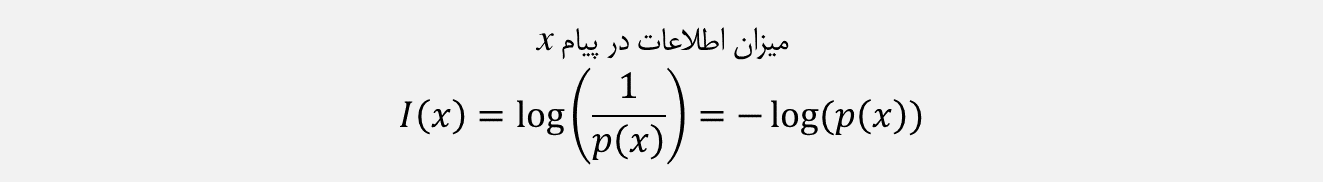 میزان اطلاعات در پیام x
I(x) = log(1/p(x)) = − log(p(x))